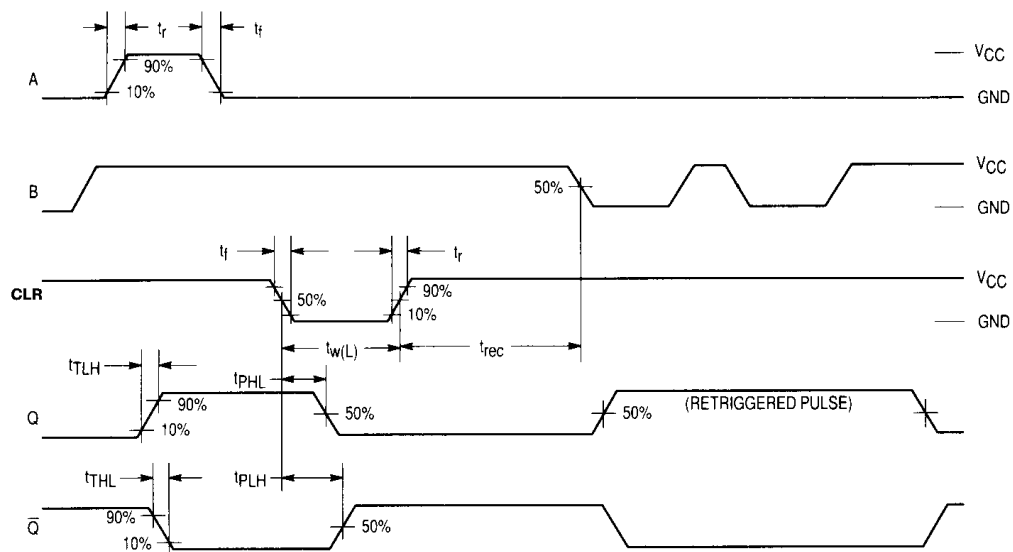 tr
tf
VCC
A
90%
10%
GND
VCC
B
50%
GND
tf
tr
VCC
CLR
50%
90%
10%
GND
tw(L)
trec
tTLH
tPHL
90%
50%
50%
(RETRIGGERED PULSE)
Q
10%
tTHL
tPLH
90%
50%
Q̅
10%